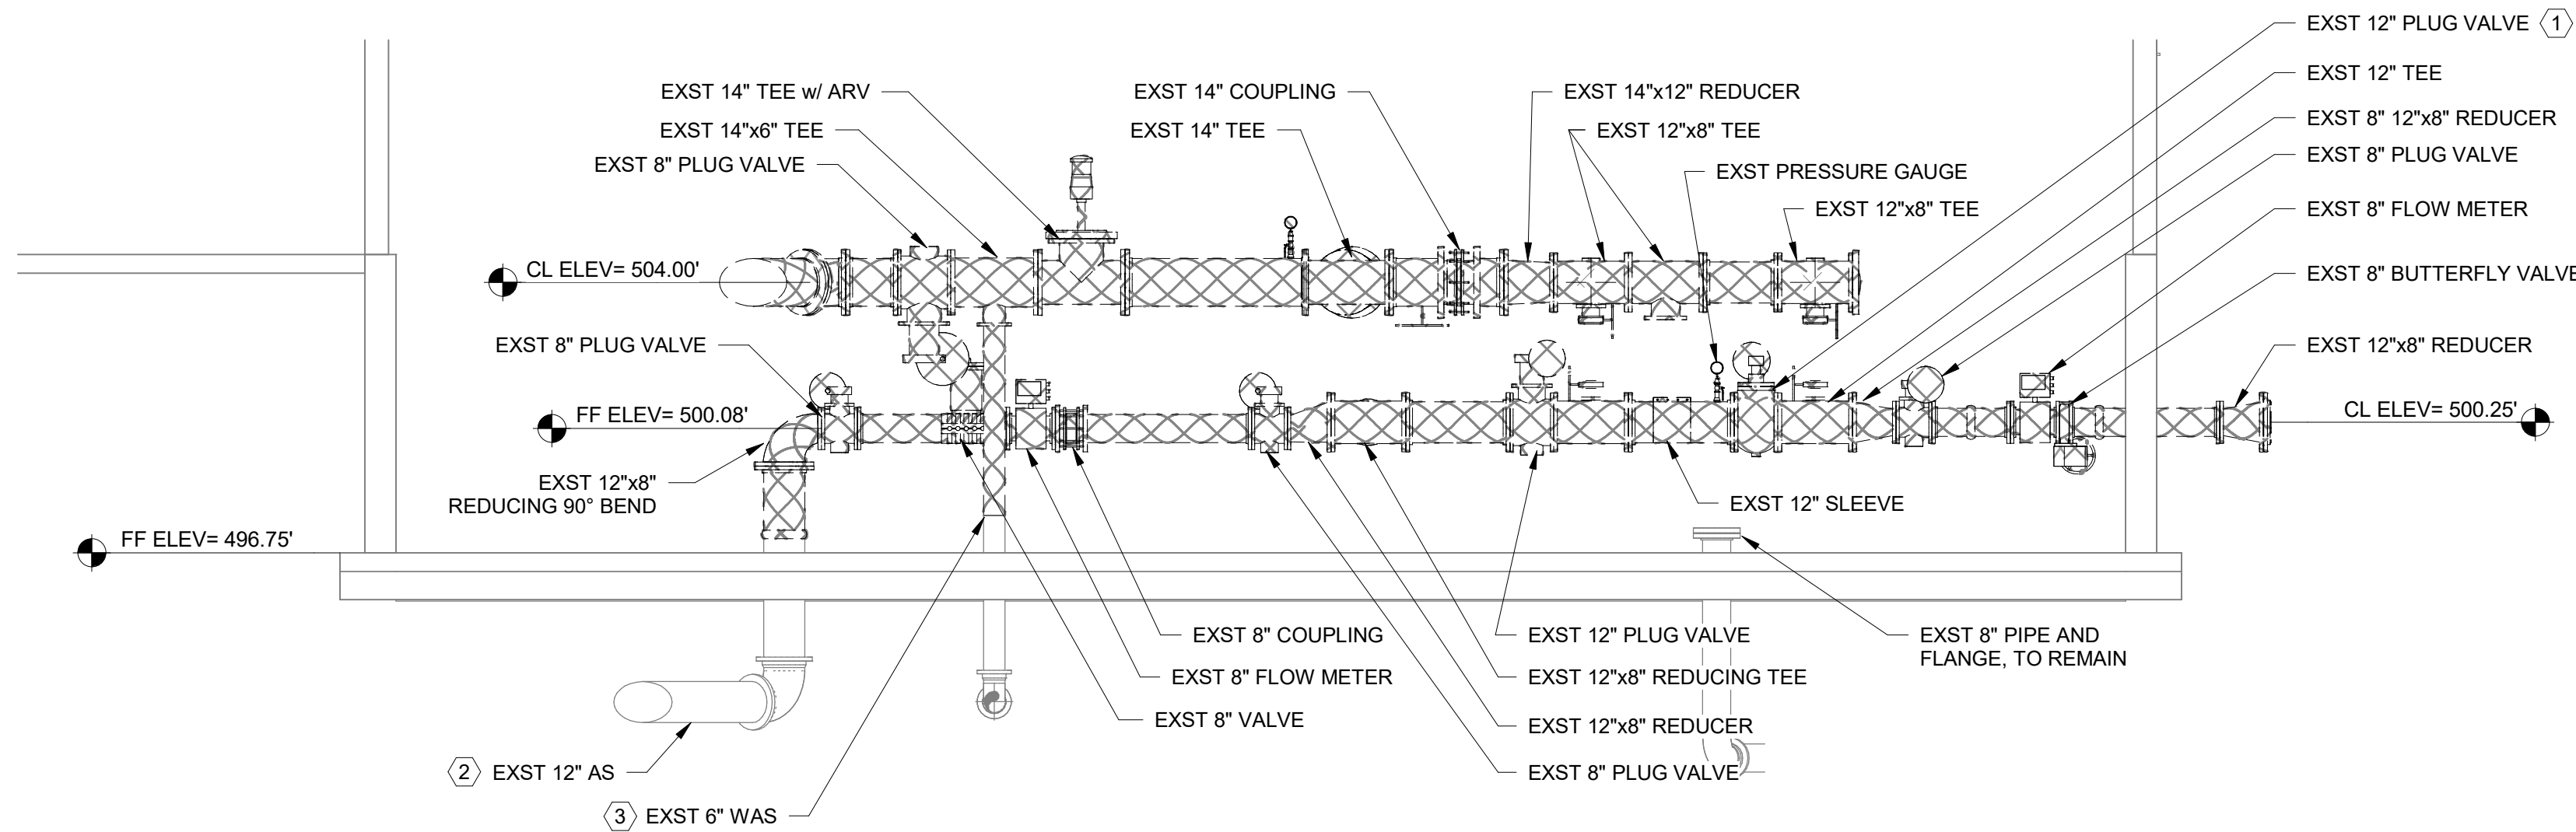 EXST 12" PLUG VALVE 1
EXST 12" TEE
EXST 8" 12"x8" REDUCER
EXST 8" PLUG VALVE
EXST 8" FLOW METER
EXST 8" BUTTERFLY VALVE
EXST 12"x8" REDUCER
CL ELEV= 500.25'
EXST 14" TEE w/ ARV
EXST 14"x6" TEE
EXST 8" PLUG VALVE
EXST 14" COUPLING
EXST 14" TEE
EXST 14"x12" REDUCER
EXST 12"x8" TEE
EXST PRESSURE GAUGE
EXST 12"x8" TEE
CL ELEV= 504.00'
EXST 8" PLUG VALVE
FF ELEV= 500.08'
EXST 12"x8"
REDUCING 90° BEND
FF ELEV= 496.75'
EXST 12" SLEEVE
EXST 8" COUPLING
EXST 8" FLOW METER
EXST 8" VALVE
EXST 12" PLUG VALVE
EXST 12"x8" REDUCING TEE
EXST 12"x8" REDUCER
EXST 8" PLUG VALVE
EXST 8" PIPE AND
FLANGE, TO REMAIN
2 EXST 12" AS
3 EXST 6" WAS